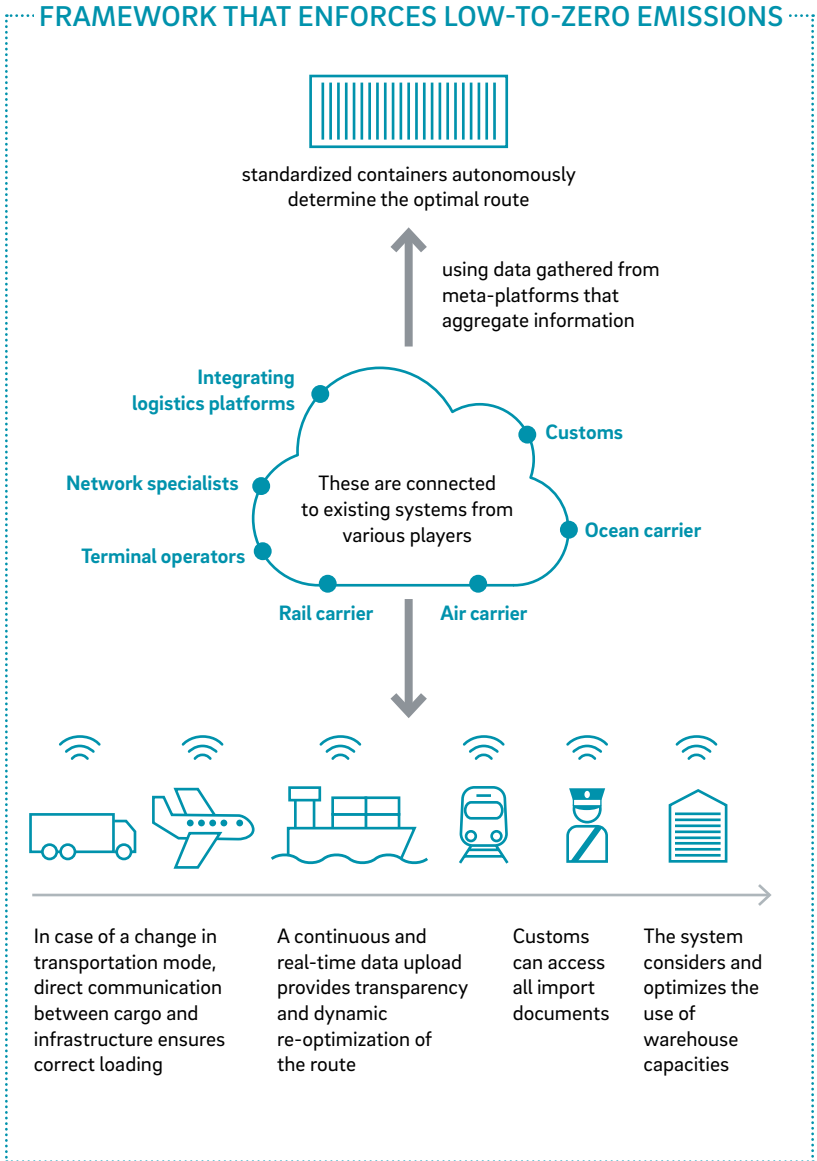 FRAMEWORK THAT ENFORCES LOW-TO-ZERO EMISSIONS
standardized containers autonomously
determine the optimal route
using data gathered from
meta-platforms that
aggregate information
Integrating
logistics platforms
Customs
Network specialists
These are connected
to existing systems from
various players
Ocean carrier
Terminal operators
Rail carrier
Air carrier
In case of a change in
transportation mode,
direct communication
between cargo and
infrastructure ensures
correct loading
A continuous and
real-time data upload
provides transparency
and dynamic
re-optimization of
the route
Customs
can access
all import
documents
The system
considers and
optimizes the
use of
warehouse
capacities